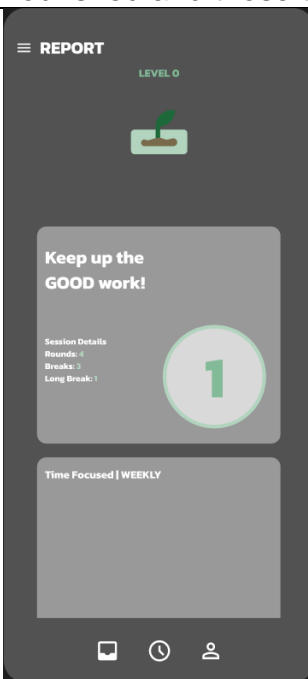 REPORT
LEVEL 0
Keep up the
GOOD work!
Session Details
Rounds: 4
Breaks: 3
Long Break: 1
1
Time Focused | WEEKLY